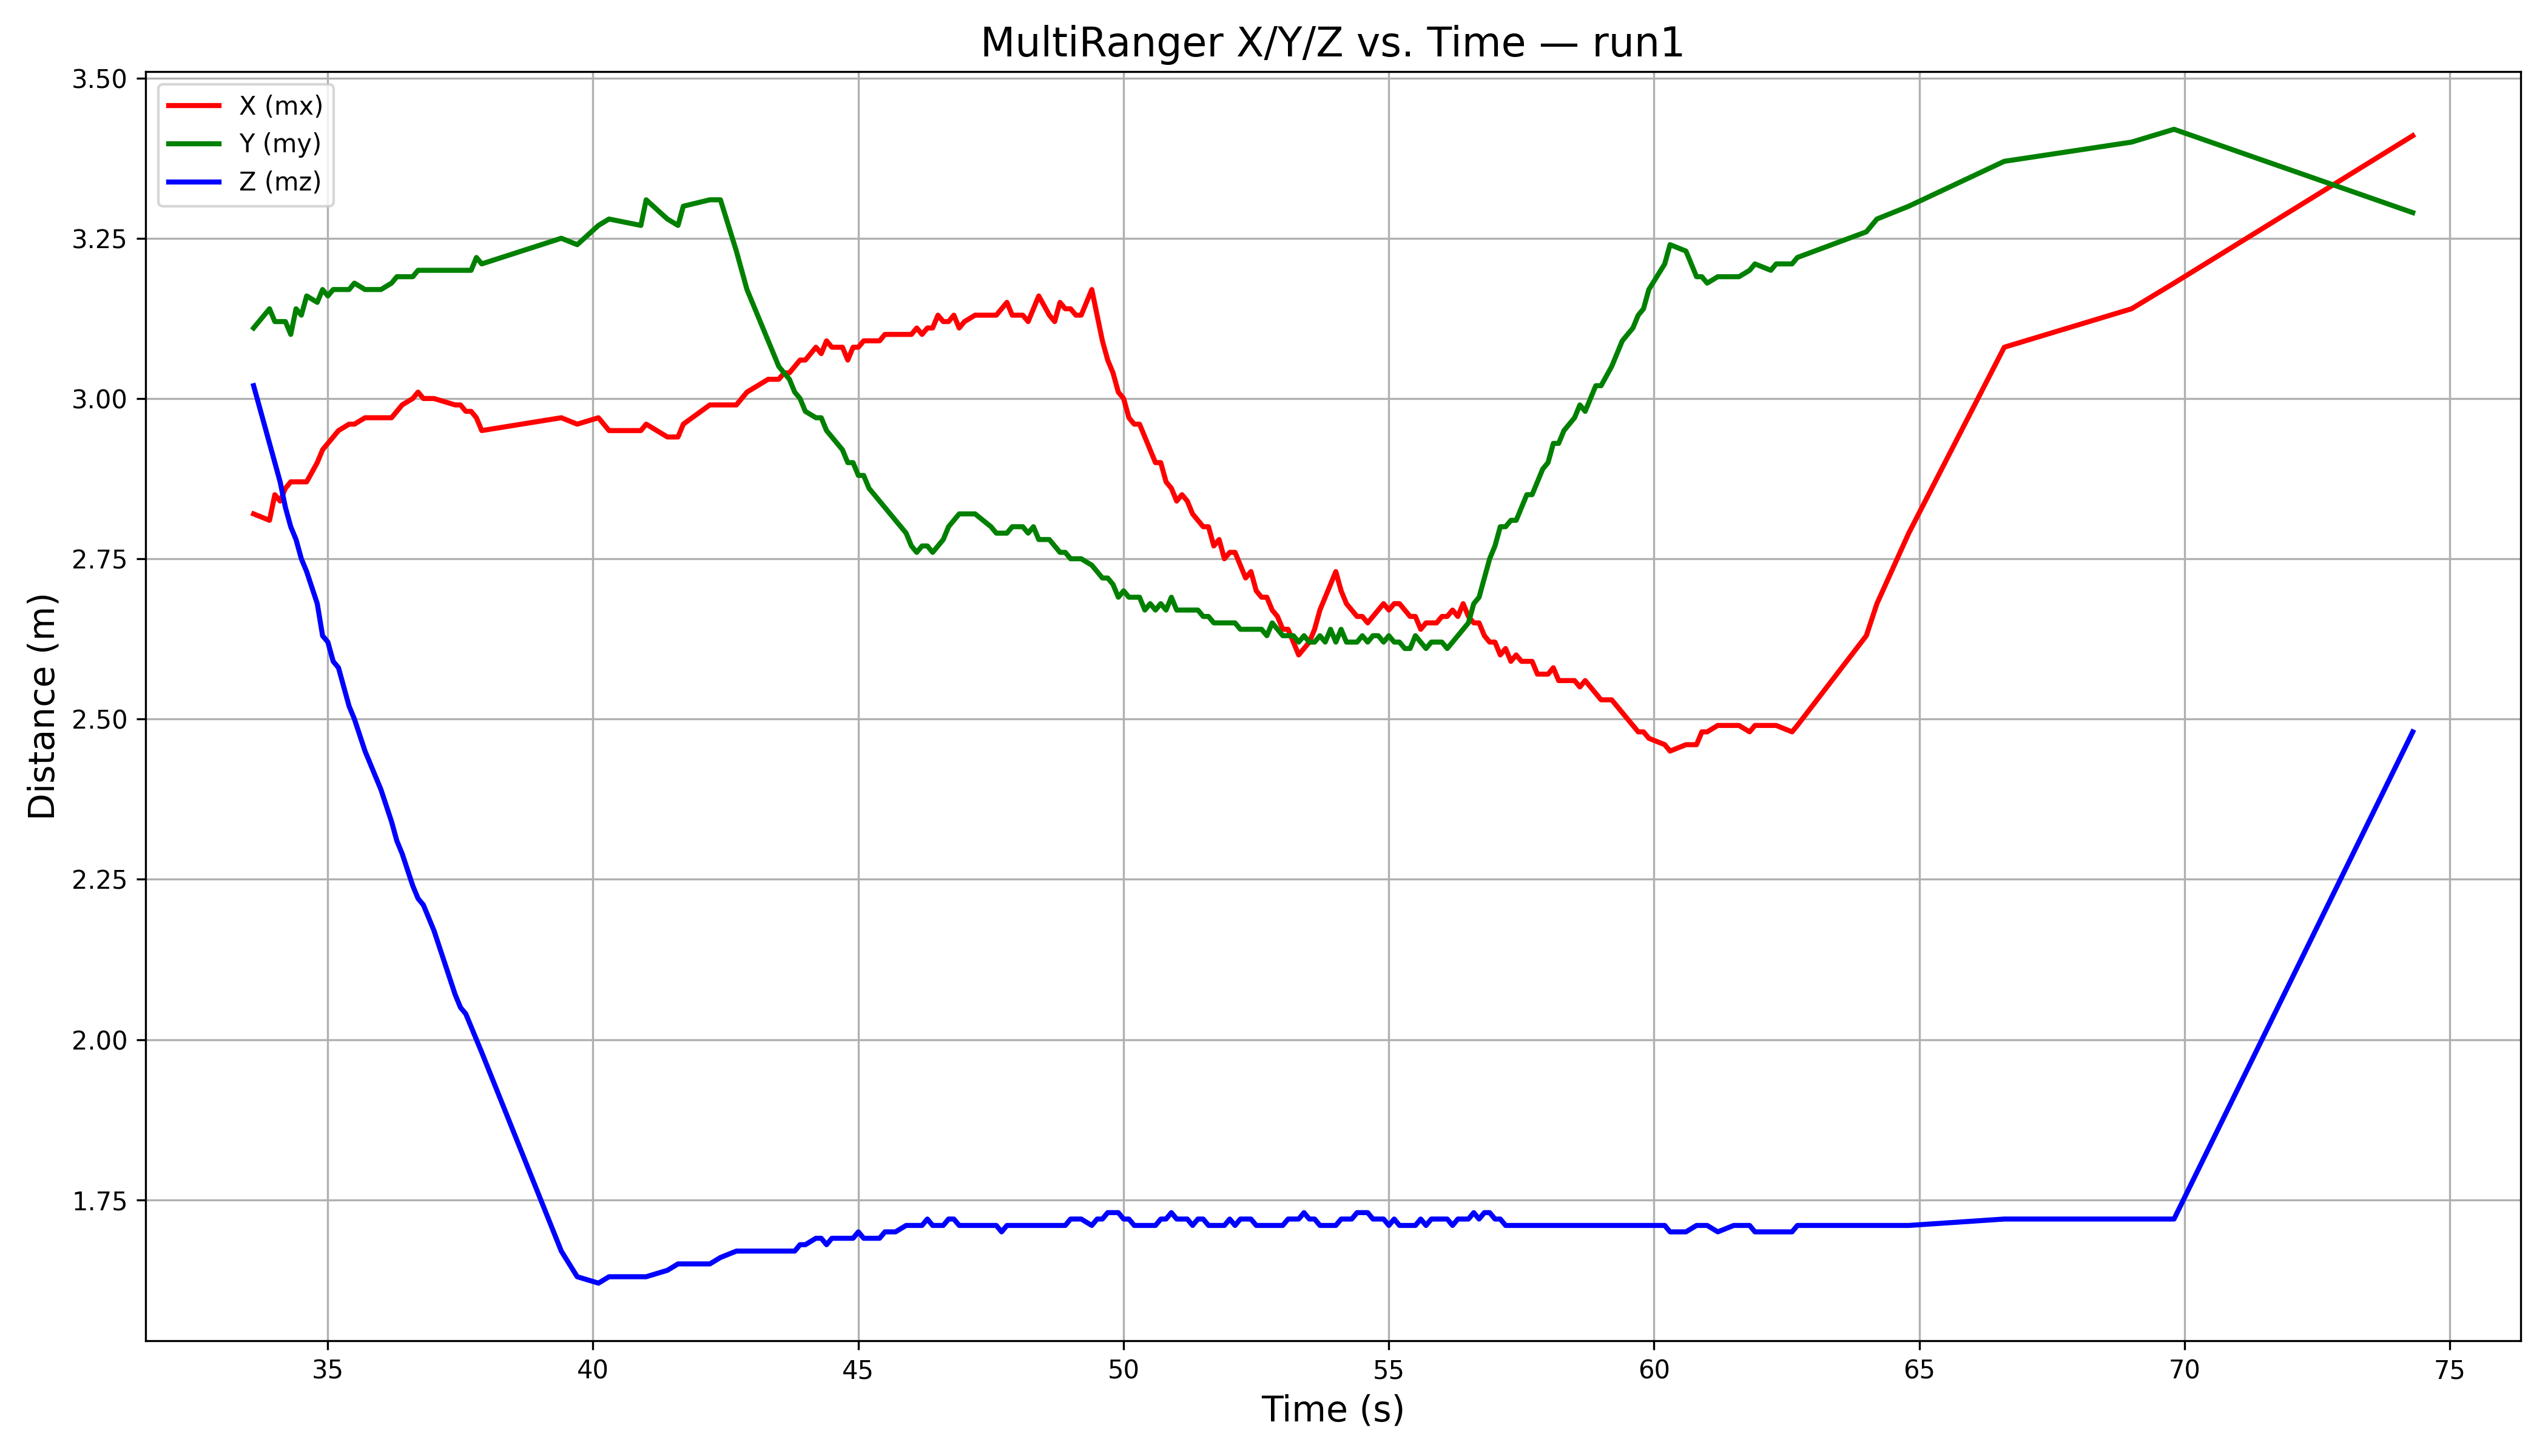 MultiRanger X/Y/Z vs. Time — run1
X (mx)
Y (my)
Z (mz)
Distance (m)
3.50
3.25
3.00
2.75
2.50
2.25
2.00
1.75
35 40 45 50 55 60 65 70 75
Time (s)